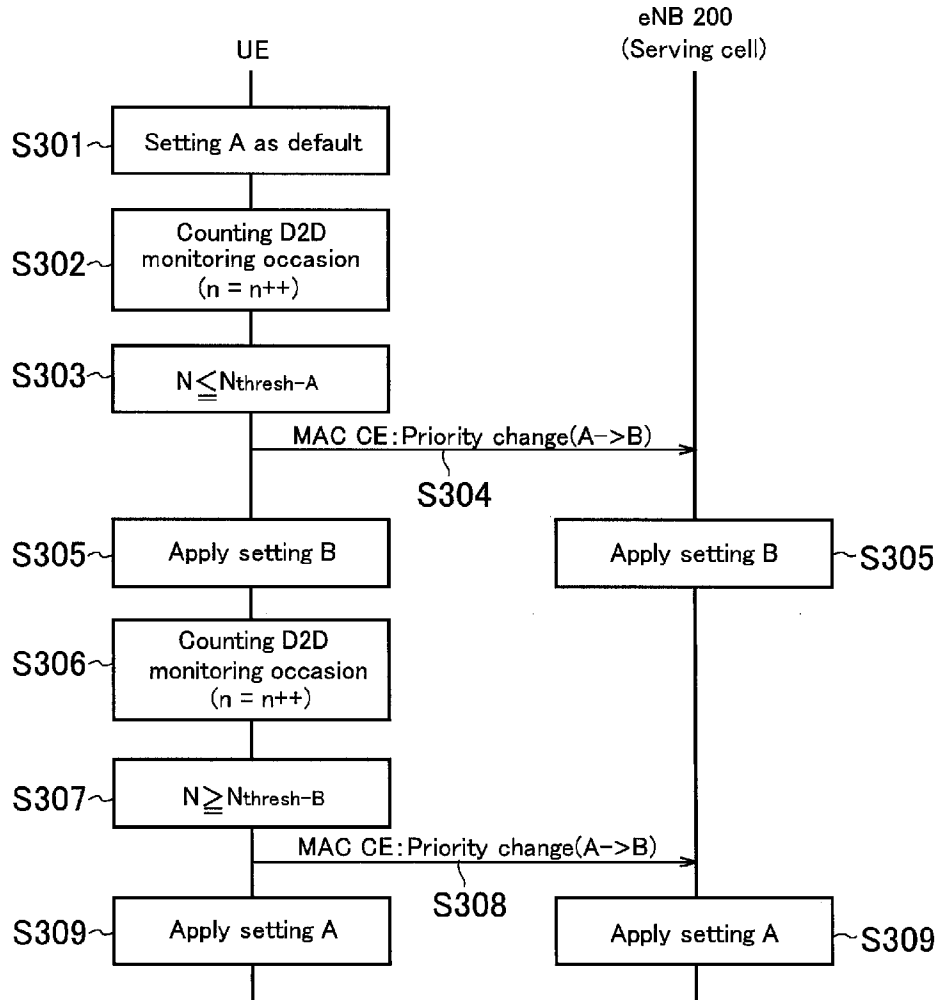 UE
eNB 200
(Serving cell)
S301
Setting A as default
S302
Counting D2D
monitoring occasion
(n = n++)
S303
N≦Nthresh-A
MAC CE:Priority change(A->B)
S304
S305
Apply setting B
Apply setting B
S305
S306
Counting D2D
monitoring occasion
(n = n++)
S307
N≧Nthresh-B
MAC CE:Priority change(A->B)
S308
S309
Apply setting A
Apply setting A
S309